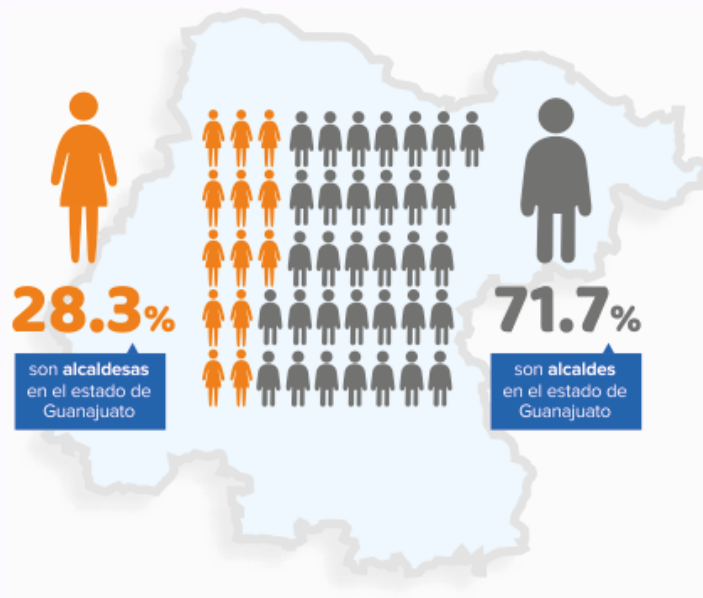 28.3%
son alcaldesas
en el estado de
Guanajuato
71.7%
son alcaldes
en el estado de
Guanajuato